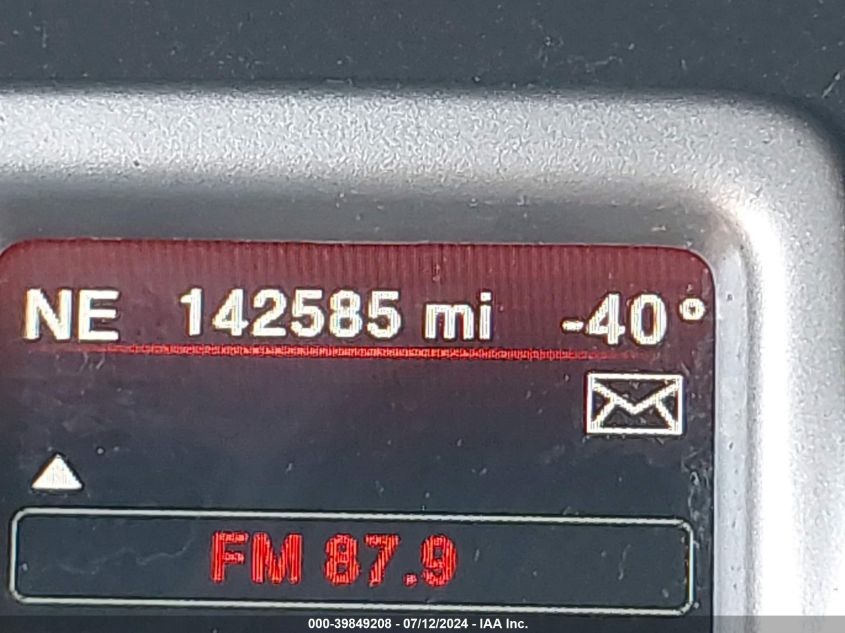 NE 142585 mi -40°
FM 87.9
000-39849208 - 07/12/2024 - IAA Inc.